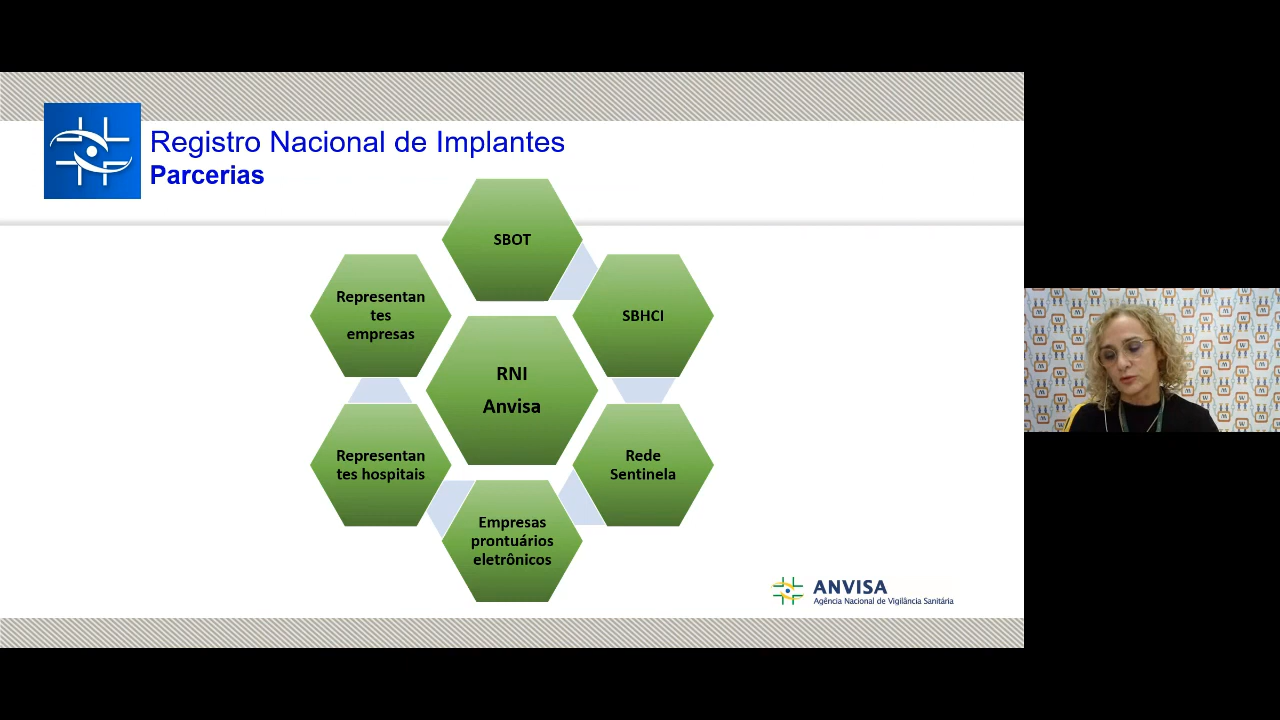 Registro Nacional de Implantes
Parcerias
SBOT
Representan
tes
empresas
SBHCI
RNI
Anvisa
Representan
tes hospitais
Rede
Sentinela
Empresas
prontuários
eletrônicos
ANVISA
Agência Nacional de Vigilância Sanitária